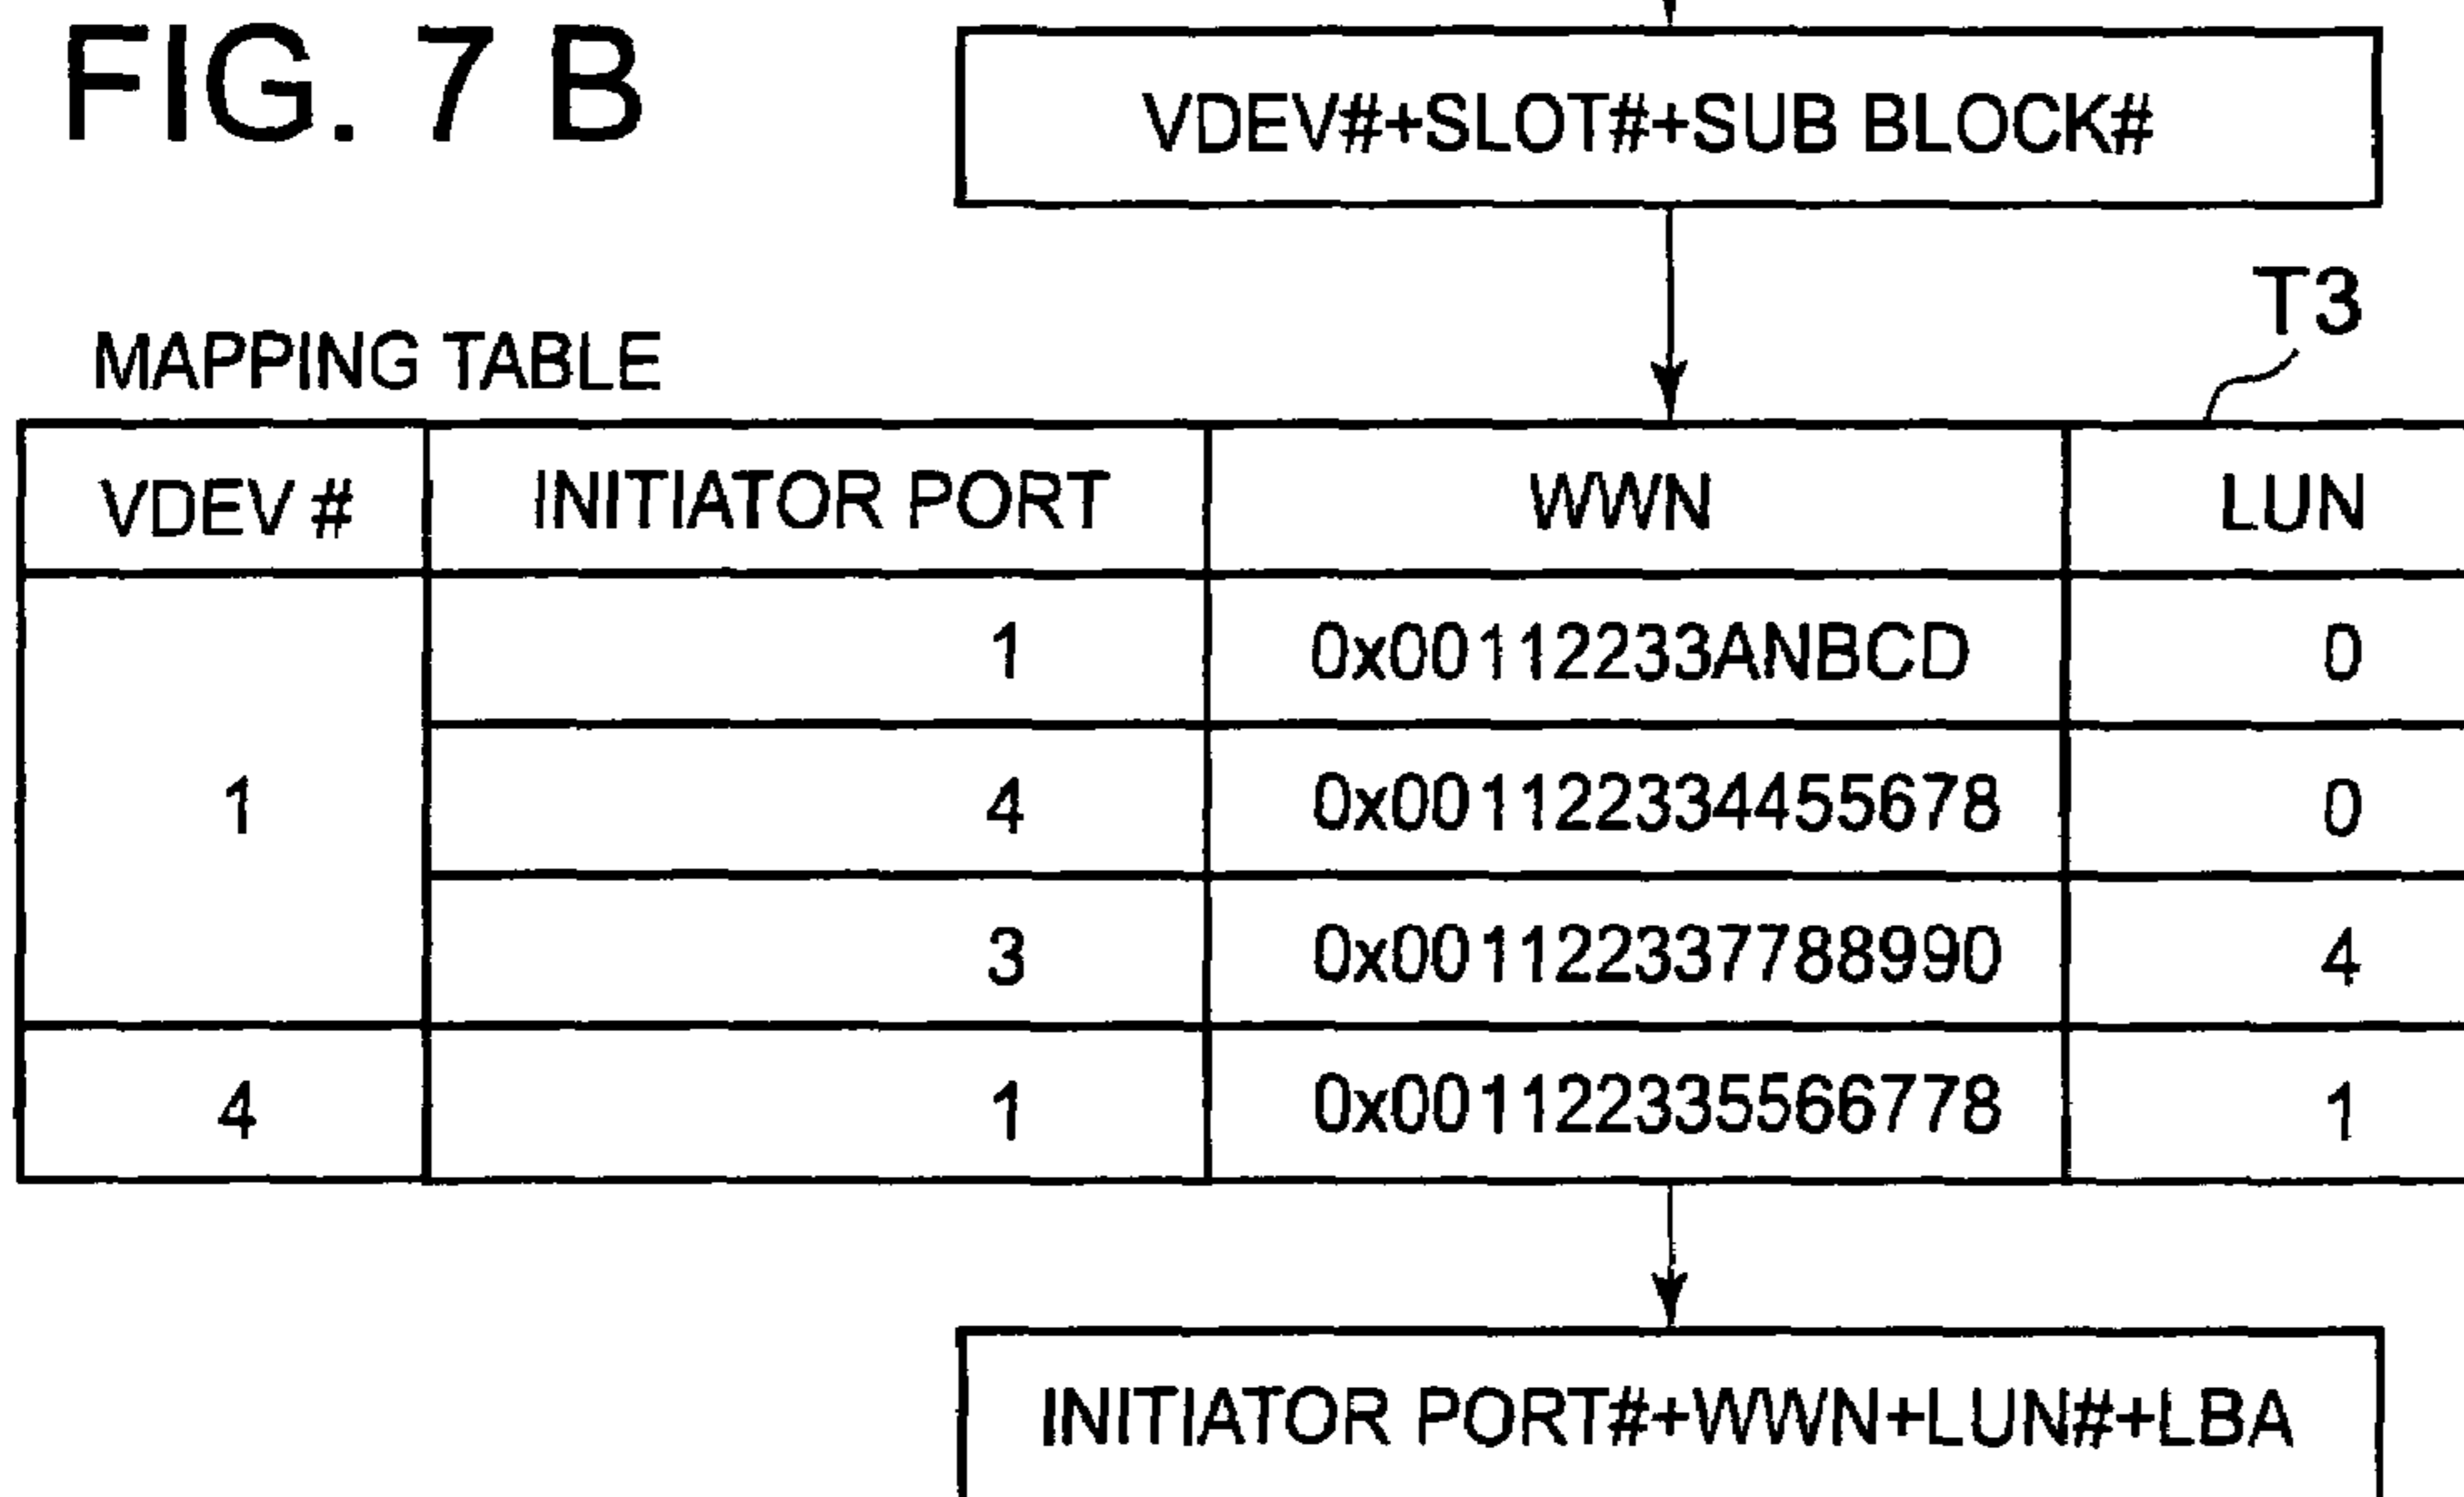 FIG. 7 B
VDEV#+SLOT#+SUB BLOCK#
T3
MAPPING TABLE
VDEV # INITIATOR PORT WWN LUN
1 0x00112233ANBCD 0
1 4 0x001122334455678 0
3 0x001122337788990 4
4 1 0x001122335566778 1
INITIATOR PORT#+WWN+LUN#+LBA